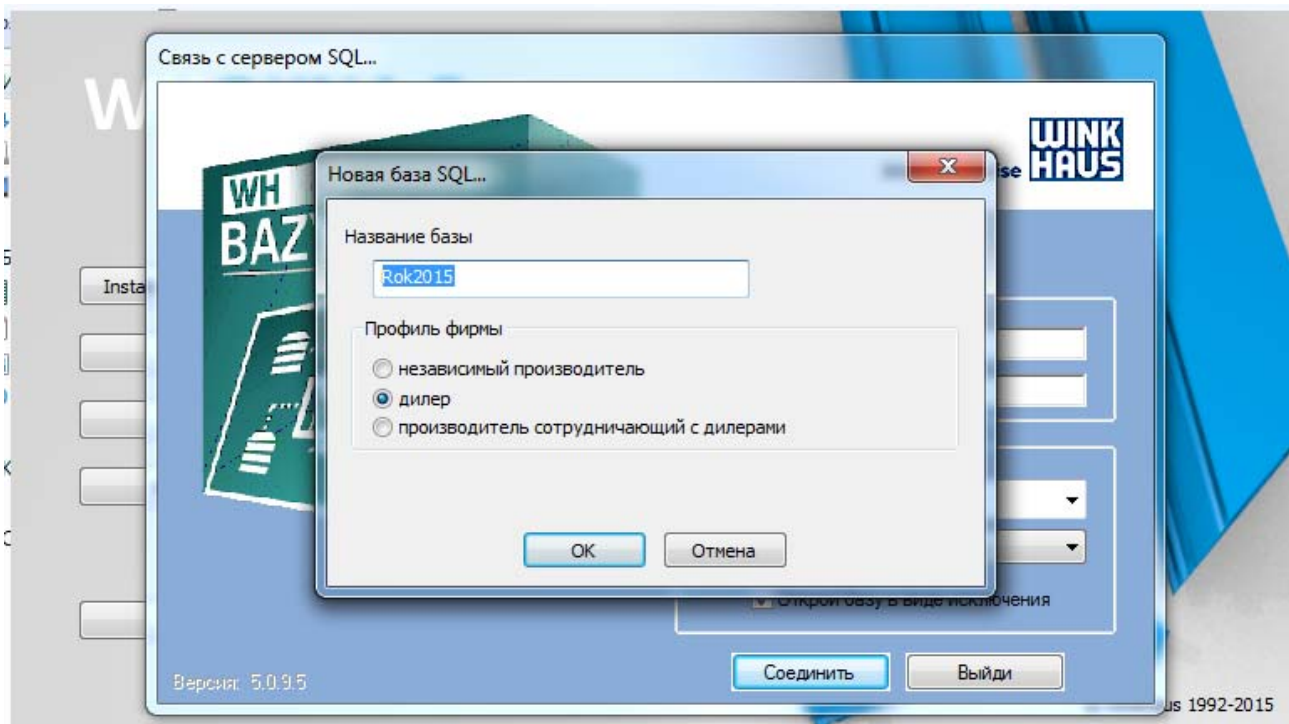 Связь с сервером SQL...
W
WINK
HAUS
se
WH
BAZY
Новая база SQL...
Название базы
Rok2015
Insta
Профиль фирмы
независимый производитель
дилер
производитель сотрудничающий с дилерами
OK
Отмена
Открой базу в виде исключения
Соединить
Выйди
Версия: 5.0.9.5
us 1992-2015